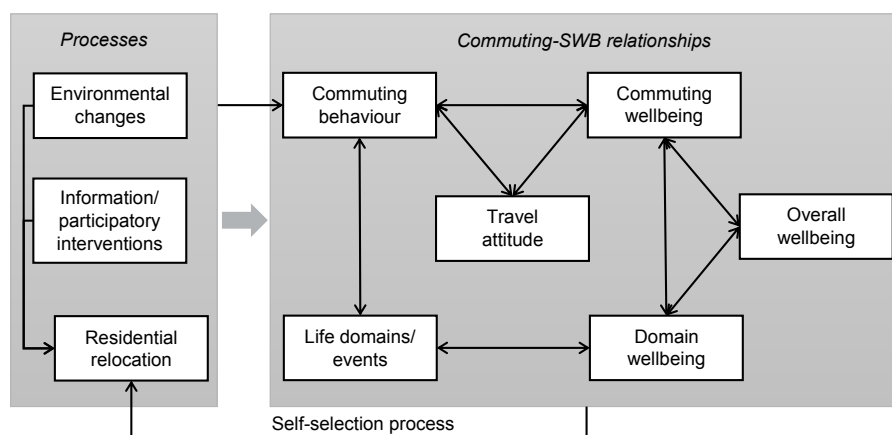 Processes
Environmental
changes
Information/
participatory
interventions
Residential
relocation
Commuting-SWB relationships
Commuting
behaviour
Commuting
wellbeing
Travel
attitude
Overall
wellbeing
Life domains/
events
Domain
wellbeing
Self-selection process